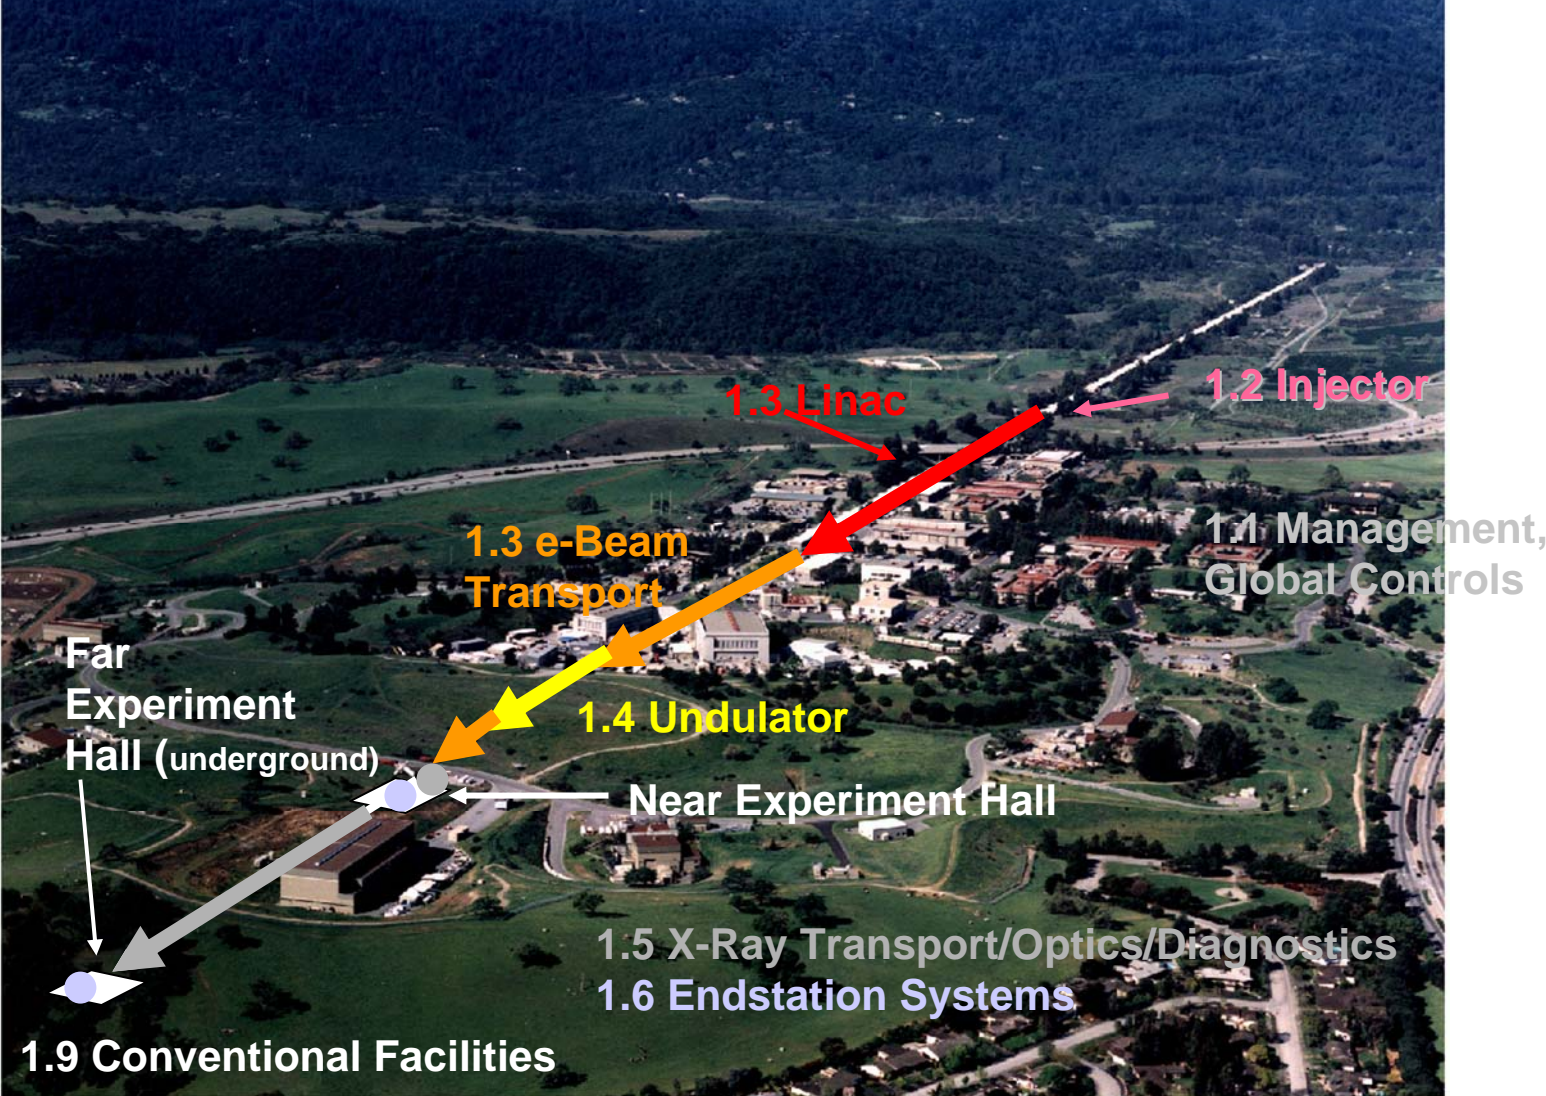 1.3 Linac
1.2 Injector
1.3 e-Beam
Transport
1.1 Management,
Global Controls
Far
Experiment
Hall (underground)
1.4 Undulator
Near Experiment Hall
1.5 X-Ray Transport/Optics/Diagnostics
1.6 Endstation Systems
1.9 Conventional Facilities